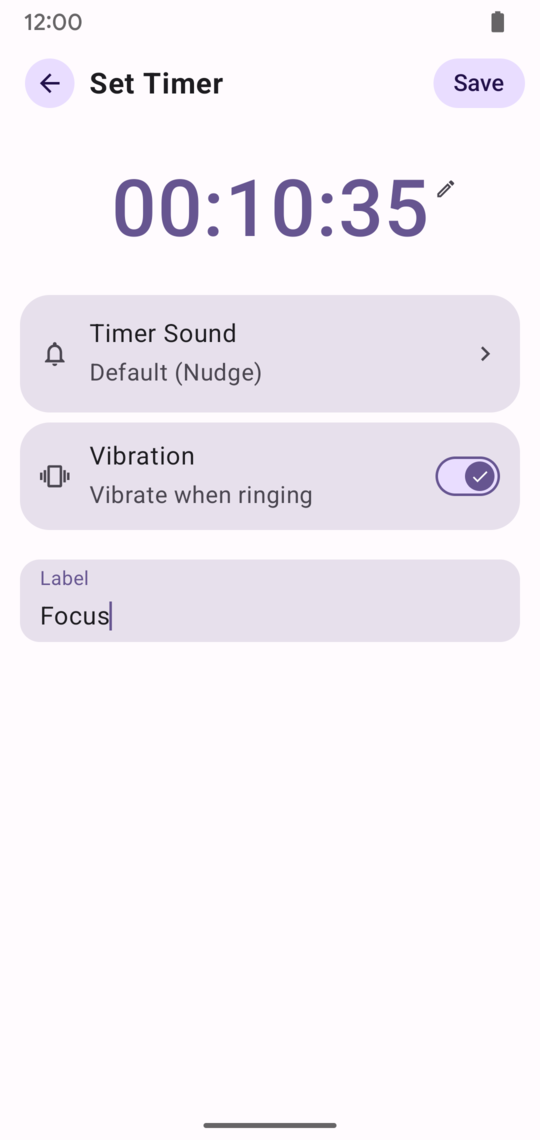 12:00
Set Timer
Save
00:10:35
Timer Sound
Default (Nudge)
Vibration
Vibrate when ringing
Label
Focus